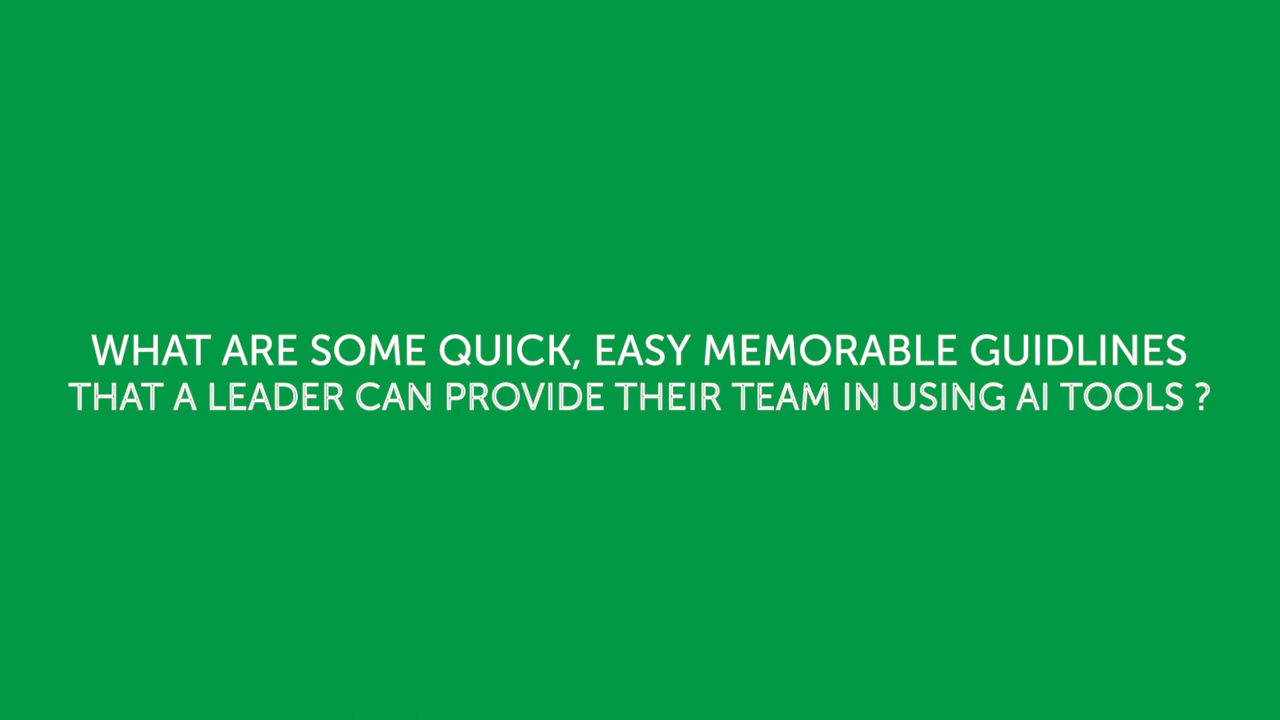 WHAT ARE SOME QUICK, EASY MEMORABLE GUIDLINES
THAT A LEADER CAN PROVIDE THEIR TEAM IN USING AI TOOLS ?